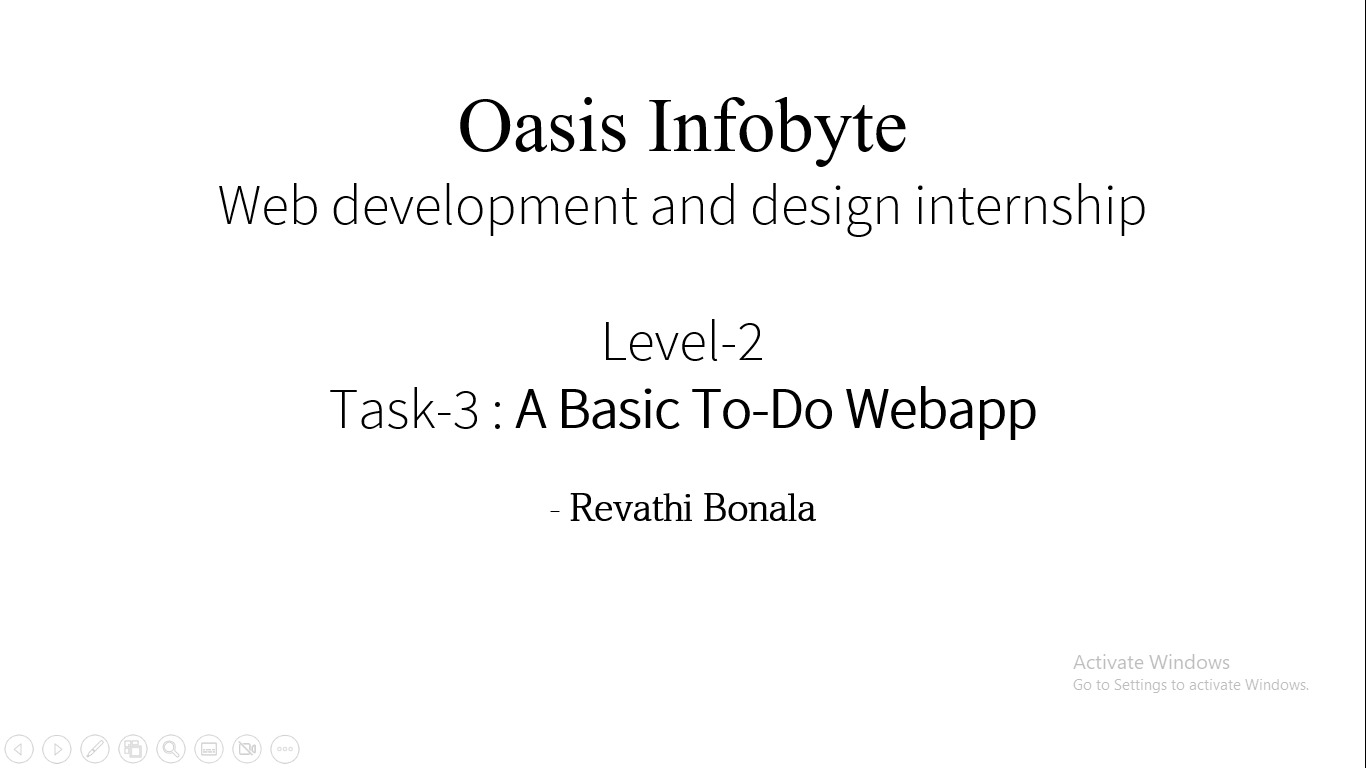 Oasis Infobyte
Web development and design internship
Level-2
Task-3 : A Basic To-Do Webapp
- Revathi Bonala
Activate Windows
Go to Settings to activate Windows.